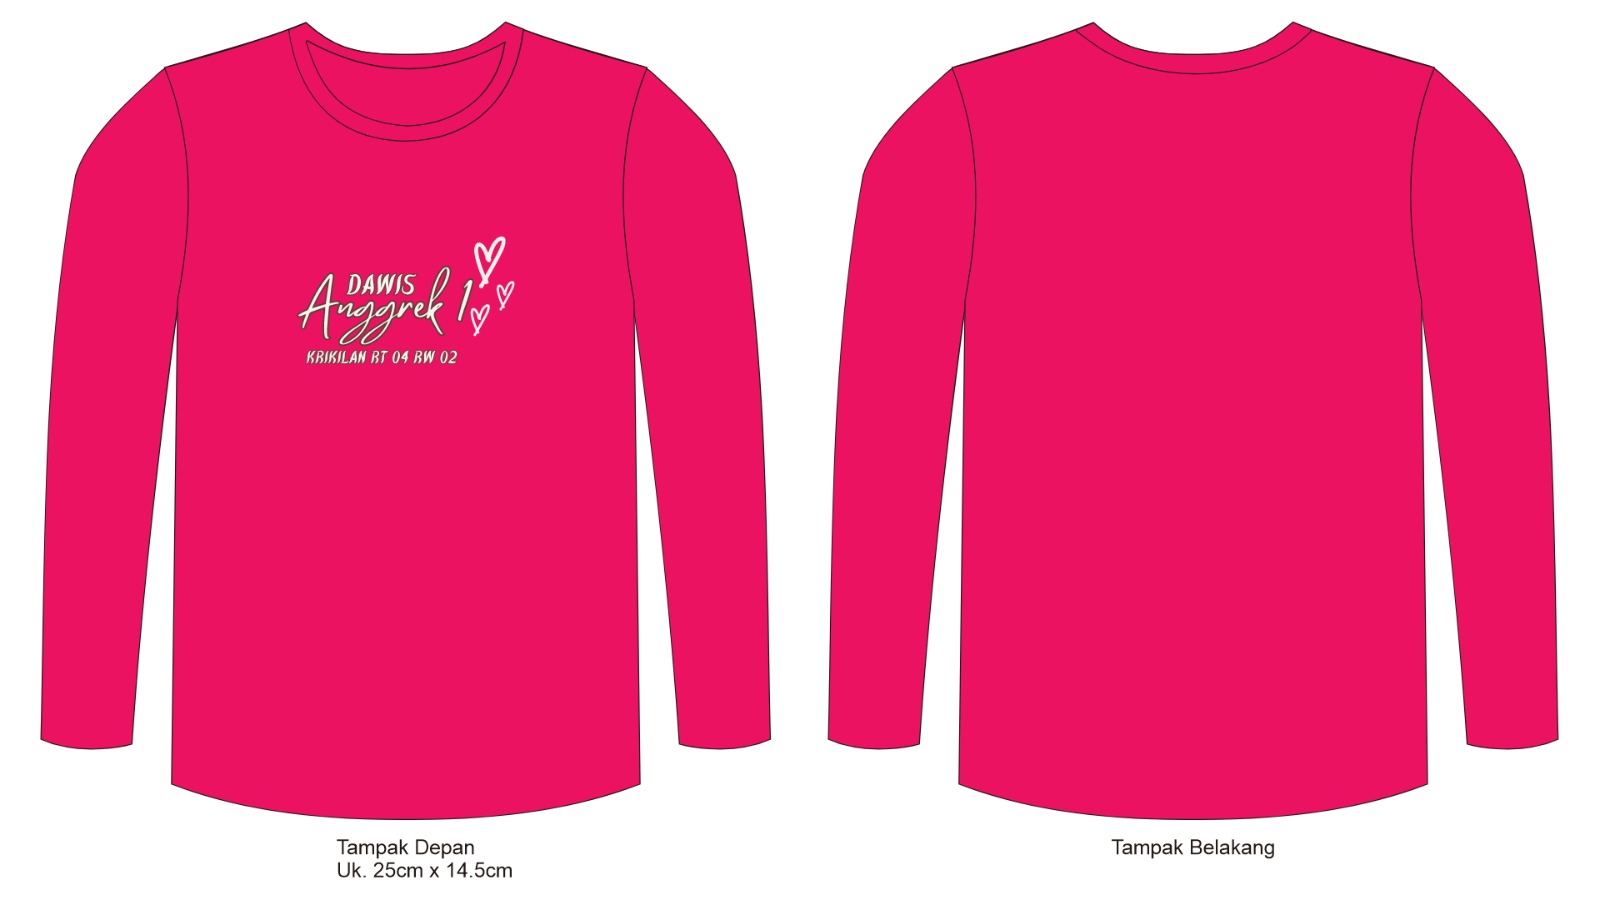 DAWIS
Anggrek 1
KRIKILAN RT 04 RW 02
Tampak Depan
Uk. 25cm x 14.5cm
Tampak Belakang